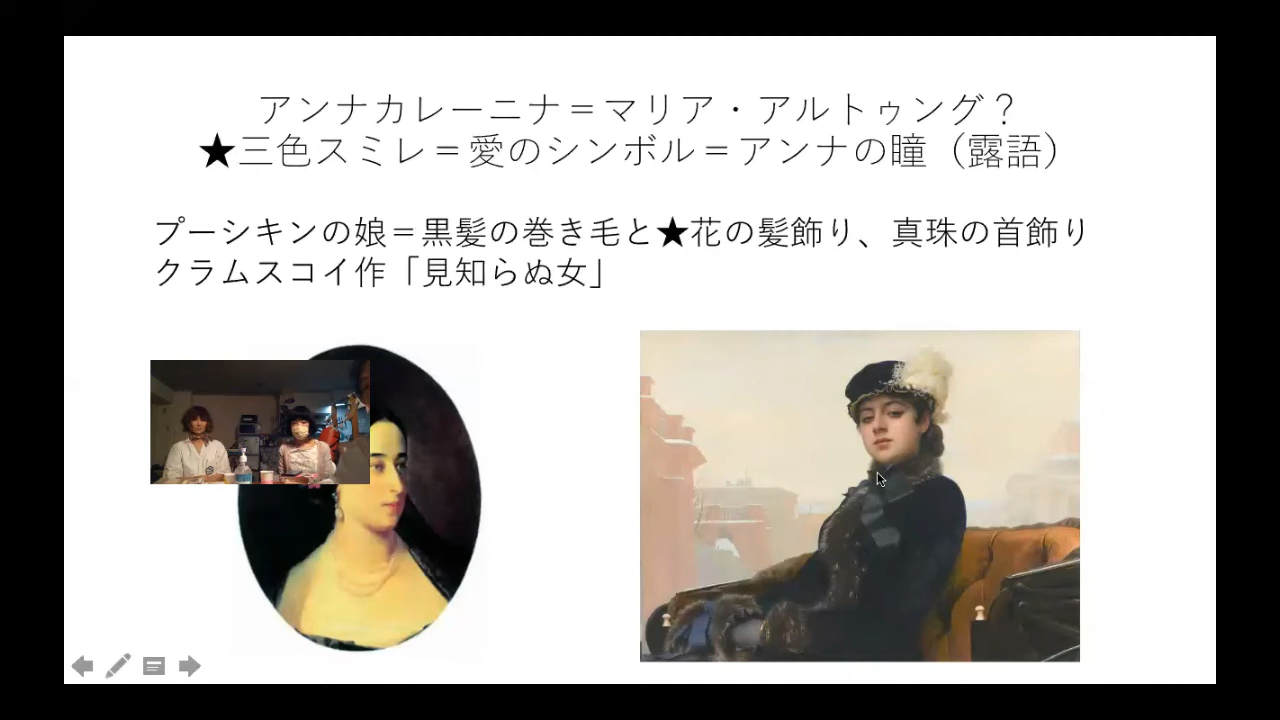 アンナカレーニナ＝マリア・アルトゥング？
★三色スミレ＝愛のシンボル＝アンナの瞳（露語）
プーシキンの娘＝黒髪の巻き毛と★花の髪飾り、真珠の首飾り
クラムスコイ作「見知らぬ女」